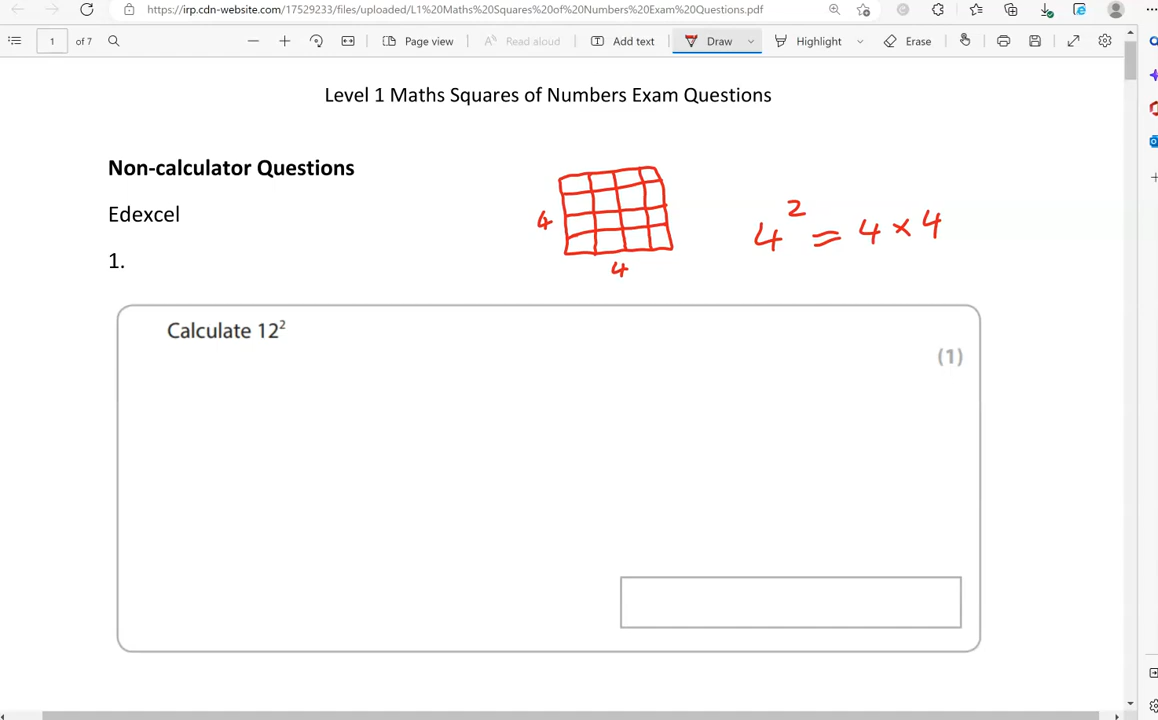 https://irp.cdn-website.com/17529233/files/uploaded/L1%20Maths%20Squares%20of%20Numbers%20Exam%20Questions.pdf
1 of 7 Page view Read aloud Add text Draw Highlight Erase
Level 1 Maths Squares of Numbers Exam Questions
Non-calculator Questions
Edexcel
4
4² = 4 × 4
1.
4
Calculate 12²
(1)